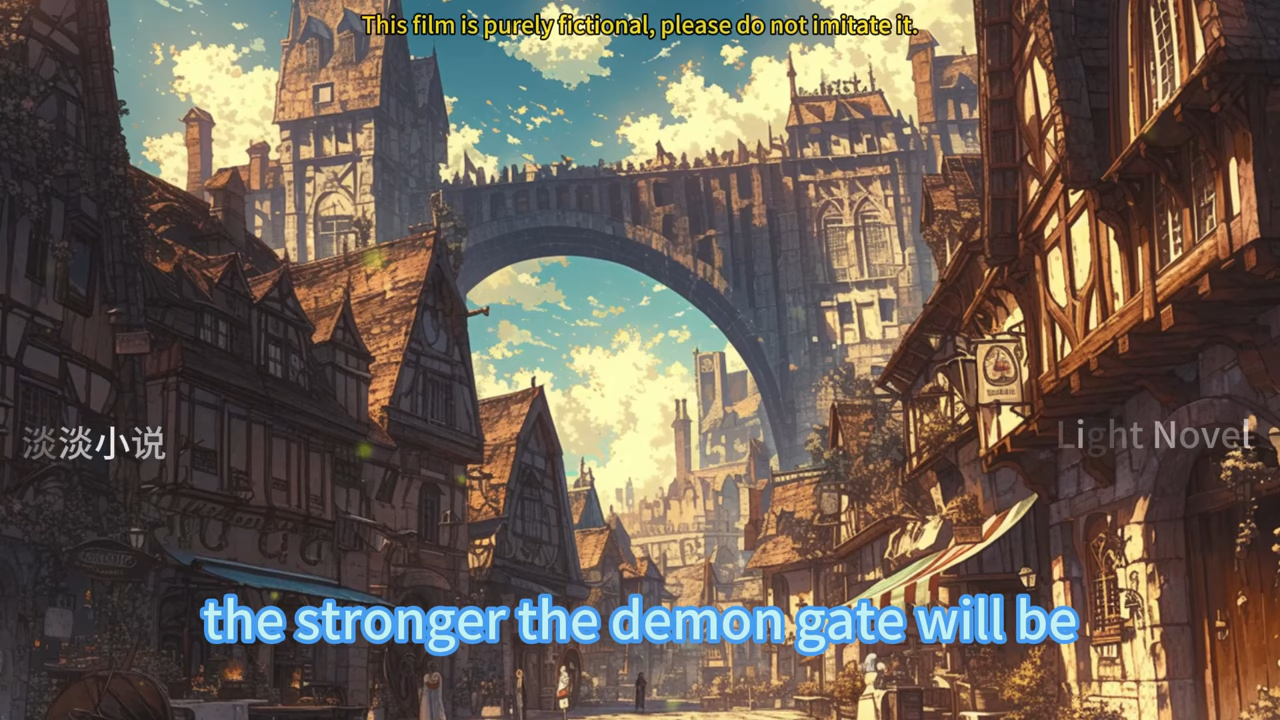 This film is purely fictional, please do not imitate it.
淡淡小说
Light Novel
the stronger the demon gate will be